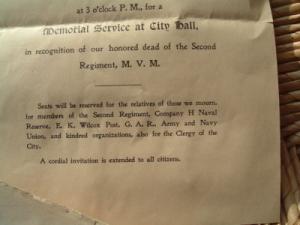 at 3 o'clock P. M., for a
Memorial Service at City Hall,
in recognition of our honored dead of the Second
Regiment, M. V. M.
Seats will be reserved for the relatives of those we mourn,
for members of the Second Regiment, Company H Naval
Reserve, E. K. Wilcox Post, G. A. R., Army and Navy
Union, and kindred organizations, also for the Clergy of the
City.
A cordial invitation is extended to all citizens.